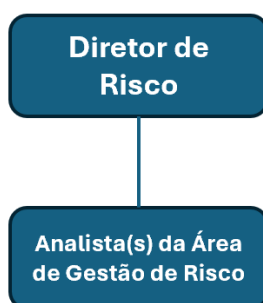 Diretor de
Risco
Analista(s) da Área
de Gestão de Risco